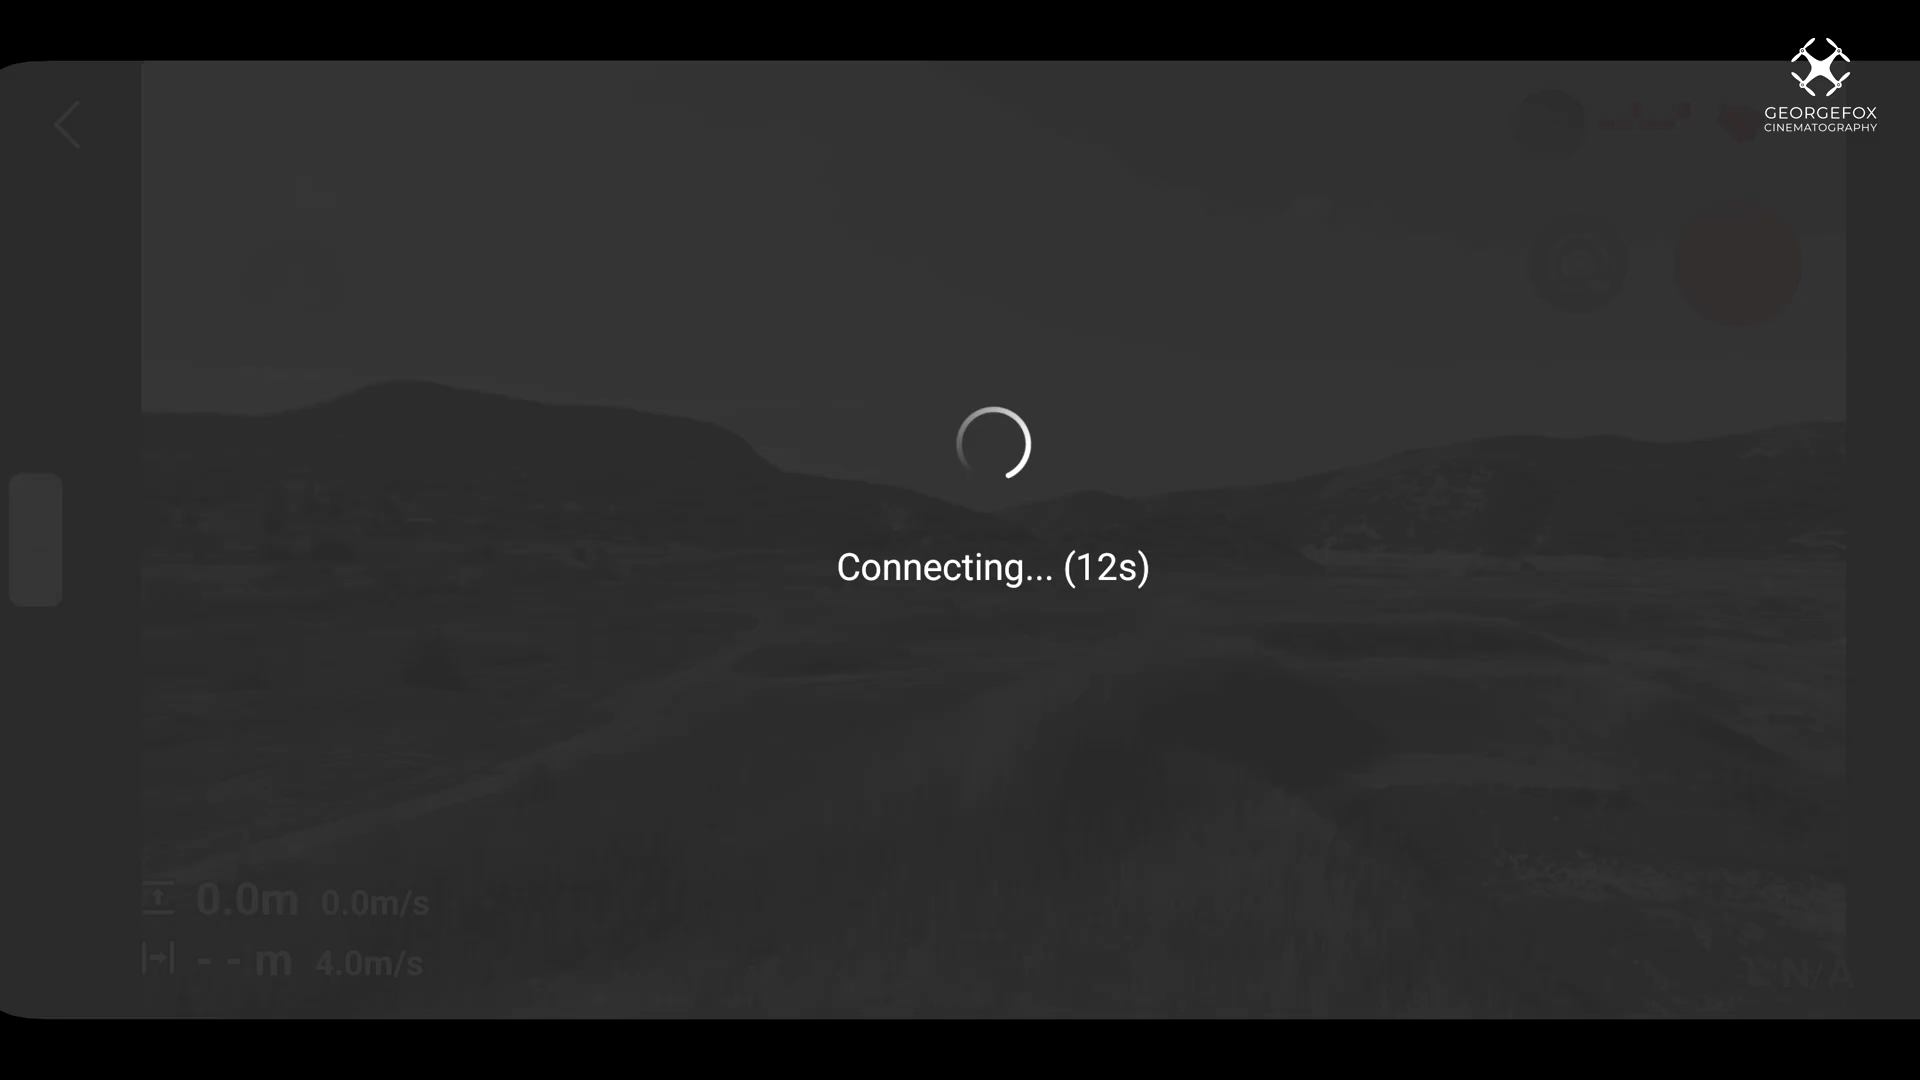 GEORGEFOX
CINEMATOGRAPHY
Connecting... (12s)
0.0m 0.0m/s
- - m 4.0m/s
N/A